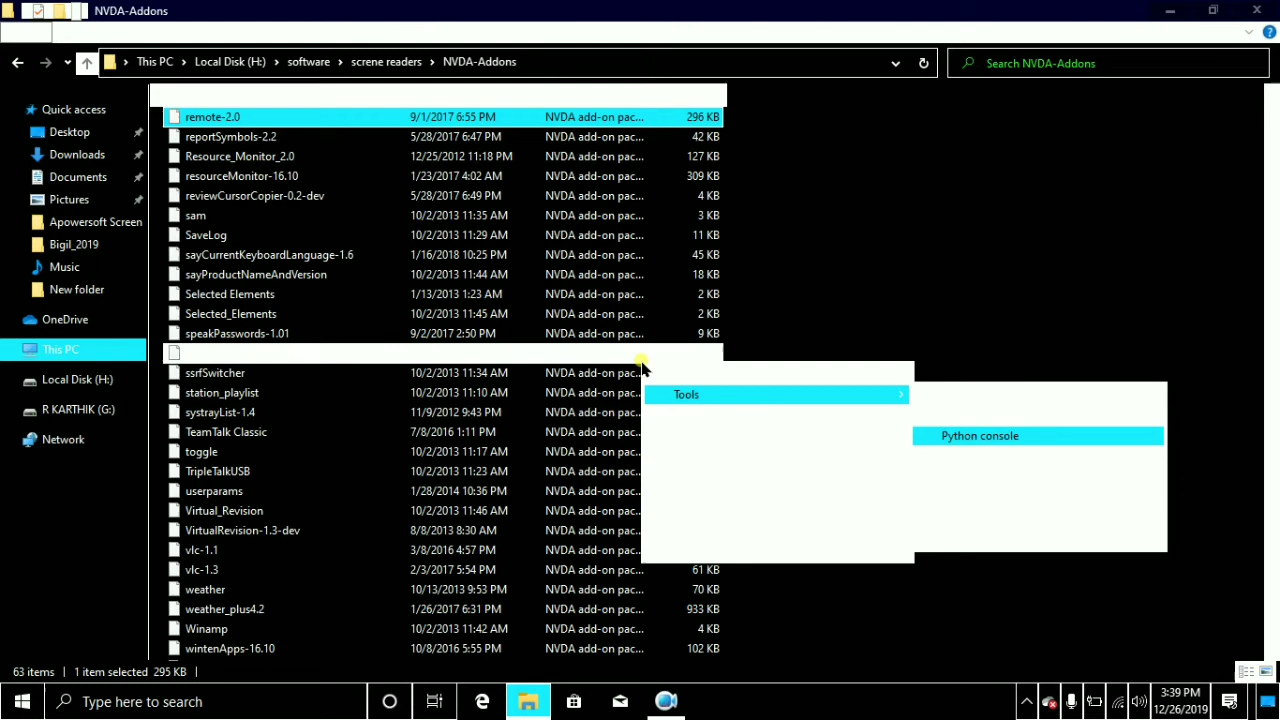 NVDA-Addons
This PC > Local Disk (H:) > software > screne readers > NVDA-Addons
Search NVDA-Addons
Quick access
Desktop
Downloads
Documents
Pictures
Apowersoft Screen
Bigil_2019
Music
New folder
OneDrive
This PC
Local Disk (H:)
R KARTHIK (G:)
Network
remote-2.0 9/1/2017 6:55 PM NVDA add-on pac... 296 KB
reportSymbols-2.2 5/28/2017 6:47 PM NVDA add-on pac... 42 KB
Resource_Monitor_2.0 12/25/2012 11:18 PM NVDA add-on pac... 127 KB
resourceMonitor-16.10 1/23/2017 4:02 AM NVDA add-on pac... 309 KB
reviewCursorCopier-0.2-dev 5/28/2017 6:49 PM NVDA add-on pac... 4 KB
sam 10/2/2013 11:35 AM NVDA add-on pac... 3 KB
SaveLog 10/2/2013 11:29 AM NVDA add-on pac... 11 KB
sayCurrentKeyboardLanguage-1.6 1/16/2018 10:25 PM NVDA add-on pac... 45 KB
sayProductNameAndVersion 10/2/2013 11:44 AM NVDA add-on pac... 18 KB
Selected Elements 1/13/2013 1:23 AM NVDA add-on pac... 2 KB
Selected_Elements 10/2/2013 11:45 AM NVDA add-on pac... 2 KB
speakPasswords-1.01 9/2/2017 2:50 PM NVDA add-on pac... 9 KB
ssrfSwitcher 10/2/2013 11:34 AM NVDA add-on pac...
station_playlist 10/2/2013 11:10 AM NVDA add-on pac...
systrayList-1.4 11/9/2012 9:43 PM NVDA add-on pac...
TeamTalk Classic 7/8/2016 1:11 PM NVDA add-on pac...
toggle 10/2/2013 11:17 AM NVDA add-on pac...
TripleTalkUSB 10/2/2013 11:23 AM NVDA add-on pac...
userparams 1/28/2014 10:36 PM NVDA add-on pac...
Virtual_Revision 10/2/2013 11:46 AM NVDA add-on pac...
VirtualRevision-1.3-dev 8/8/2013 8:30 AM NVDA add-on pac...
vlc-1.1 3/8/2016 4:57 PM NVDA add-on pac...
vlc-1.3 2/3/2017 5:54 PM NVDA add-on pac... 61 KB
weather 10/13/2013 9:53 PM NVDA add-on pac... 70 KB
weather_plus4.2 1/26/2017 6:31 PM NVDA add-on pac... 933 KB
Winamp 10/2/2013 11:42 AM NVDA add-on pac... 4 KB
wintenApps-16.10 10/8/2016 5:55 PM NVDA add-on pac... 102 KB
Tools
Python console
63 items 1 item selected 295 KB
Type here to search
3:39 PM
12/26/2019